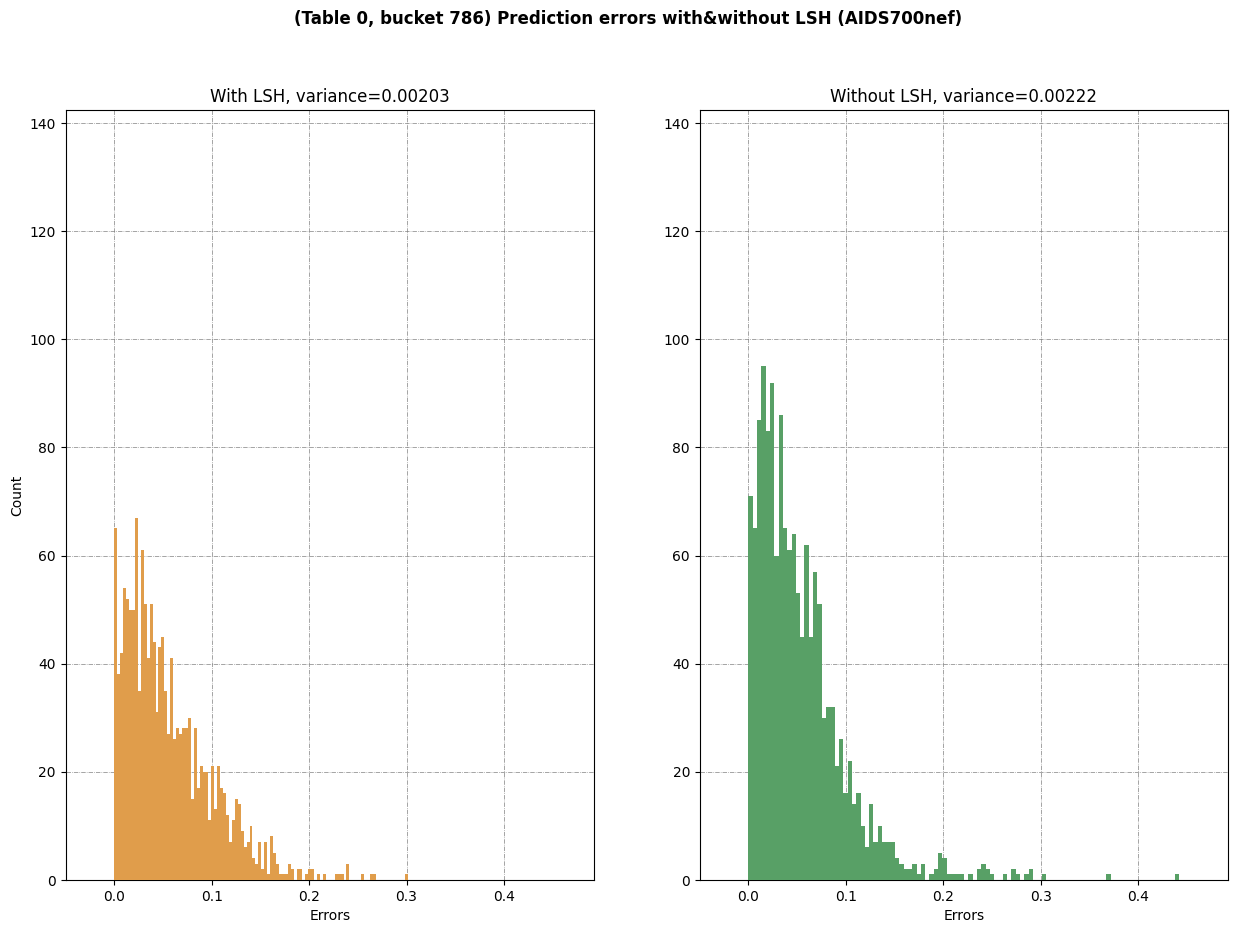 (Table 0, bucket 786) Prediction errors with&without LSH (AIDS700nef)
With LSH, variance=0.00203
140
120
100
80
60
40
20
0
Count
0.0 0.1 0.2 0.3 0.4
Errors
Without LSH, variance=0.00222
140
120
100
80
60
40
20
0
0.0 0.1 0.2 0.3 0.4
Errors